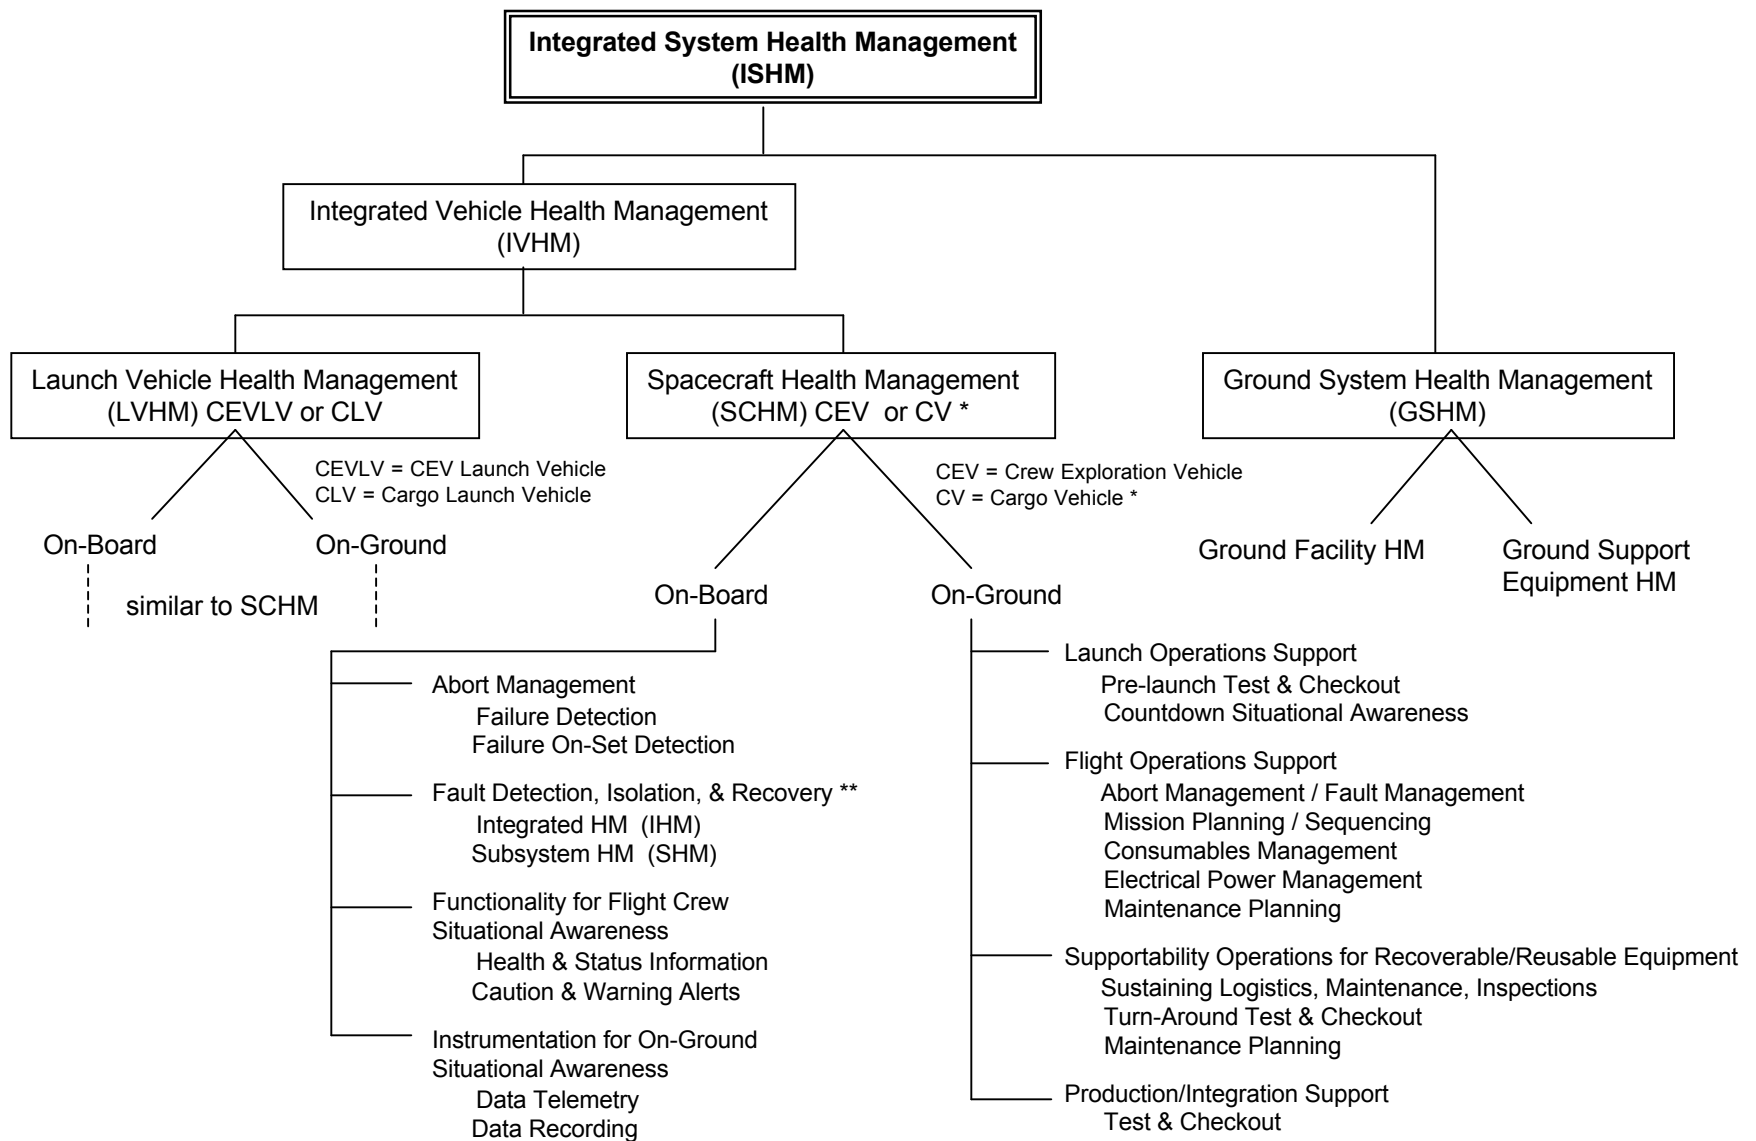 Integrated System Health Management
(ISHM)
Integrated Vehicle Health Management
(IVHM)
Launch Vehicle Health Management
(LVHM) CEVLV or CLV
Spacecraft Health Management
(SCHM) CEV or CV *
Ground System Health Management
(GSHM)
CEVLV = CEV Launch Vehicle
CLV = Cargo Launch Vehicle
CEV = Crew Exploration Vehicle
CV = Cargo Vehicle *
On-Board
On-Ground
similar to SCHM
Ground Facility HM
Ground Support
Equipment HM
On-Board
On-Ground
Abort Management
Failure Detection
Failure On-Set Detection
Fault Detection, Isolation, & Recovery **
Integrated HM (IHM)
Subsystem HM (SHM)
Functionality for Flight Crew
Situational Awareness
Health & Status Information
Caution & Warning Alerts
Instrumentation for On-Ground
Situational Awareness
Data Telemetry
Data Recording
Launch Operations Support
Pre-launch Test & Checkout
Countdown Situational Awareness
Flight Operations Support
Abort Management / Fault Management
Mission Planning / Sequencing
Consumables Management
Electrical Power Management
Maintenance Planning
Supportability Operations for Recoverable/Reusable Equipment
Sustaining Logistics, Maintenance, Inspections
Turn-Around Test & Checkout
Maintenance Planning
Production/Integration Support
Test & Checkout